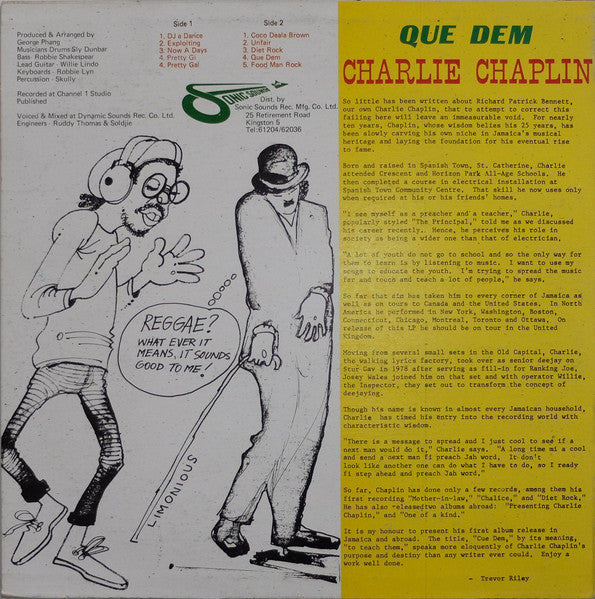 Produced & Arranged by
George Phang
Musicians Drums Sly Dunbar
Bass- Robbie Shakespear
Lead Guitar - Willie Lindo
Keyboards - Robbie Lyn
Percussion - Skully
Recorded at Channel 1 Studio
Published
Voiced & Mixed at Dynamic Sounds Rec. Co. Ltd.
Engineers - Ruddy Thomas & Soldjie
Side 1
1. DJ a Dance
2. Exploiting
3. Now A Days
4. Pretty Gi
4. Pretty Gal
Side 2
1. Coco Deala Brown
2. Unfair
3. Diet Rock
4. Que Dem
5. Food Man Rock
SONIC SOUNDS
Dist. by
Sonic Sounds Rec. Mfg. Co. Ltd.
25 Retirement Road
Kingston 5
Tel:61204/62036
REGGAE?
WHAT EVER IT
MEANS, IT SOUNDS
GOOD TO ME!
LIMONIOUS
QUE DEM
CHARLIE CHAPLIN
So little has been written about Richard Patrick Bennett,
our own Charlie Chaplin, that to attempt to correct this
failing here will leave an immeasurable void. For nearly
ten years, Chaplin, whose wisdom belies his 25 years, has
been slowly carving his own niche in Jamaica's musical
heritage and laying the foundation for his eventual rise
to fame.
Born and raised in Spanish Town, St. Catherine, Charlie
attended Crescent and Horizon Park All-Age Schools. He
then completed a course in electrical installation at
Spanish Town Community Centre. That skill he now uses only
when required at his or his friends' homes.
"I see myself as a preacher and a teacher," Charlie,
popularly styled "The Principal," told me as we discussed
his career recently. Hence, he perceives his role in
society as being a wider one than that of electrician,
"A lot of youth do not go to school and so the only way for
them to learn is by listening to music. I want to use my
songs to educate the youth. I'm trying to spread the music
far and touch and teach a lot of people," he says.
So far that aim has taken him to every corner of Jamaica as
well as on tours to Canada and the United States. In North
America he performed in New York, Washington, Boston,
Connecticut, Chicago, Montreal, Toronto and Ottawa. On
release of this LP he should be on tour in the United
Kingdom.
Moving from several small sets in the Old Capital, Charlie,
the walking lyrics factory, took over as senior deejay on
Stur Gav in 1978 after serving as fill-in for Ranking Joe,
Josey Wales joined him on that set and with operator Willie,
the Inspector, they set out to transform the concept of
deejaying.
Though his name is known in almost every Jamaican household,
Charlie has timed his entry into the recording world with
characteristic wisdom.
"There is a message to spread and I just cool to see if a
next man would do it," Charlie says. "A long time mi a cool
and send a next man fi preach Jah word. It don't
look like another one can do what I have to do, so I ready
fi step ahead and preach Jah word."
So far, Chaplin has done only a few records, among them his
first recording "Mother-in-law," "Chalice," and "Diet Rock."
He has also released two albums abroad: "Presenting Charlie
Chaplin," and "One of a kind."
It is my honour to present his first album release in
Jamaica and abroad. The title, "Cue Dem," by its meaning,
"to teach them," speaks more eloquently of Charlie Chaplin's
purpose and destiny than any writer ever could. Enjoy a
work well done.
- Trevor Riley